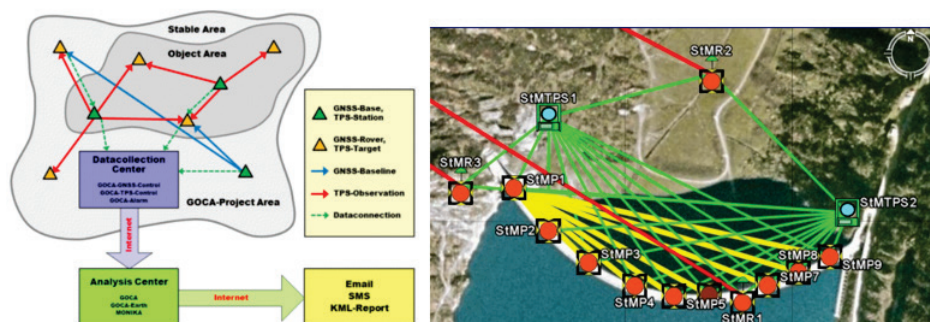 Stable Area
Object Area
Datacollection
Center
GOCA-GNSS-Control
GOCA-TPS-Control
GOCA-Alarm
GOCA-Project Area
Internet
Analysis Center
GOCA
GOCA-Earth
MONIKA
Internet
Email
SMS
KML-Report
GNSS-Base,
TPS-Station
GNSS-Rover,
TPS-Target
GNSS-Baseline
TPS-Observation
Dataconnection
N
StMR2
StMTPS1
StMR3
StMP1
StMTPS2
StMP2
StMP3
StMP8
StMP9
StMP7
StMP4
StMP5
StMR1